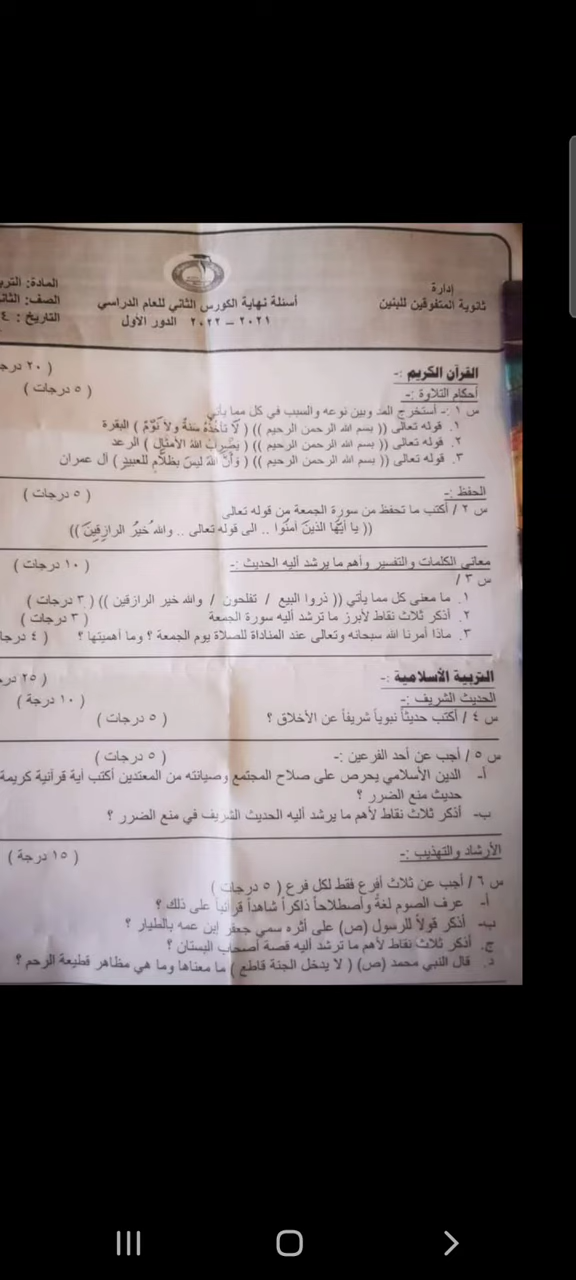 إدارة
ثانوية المتفوقين للبنين
أسئلة نهاية الكورس الثاني للعام الدراسي
٢٠٢١ – ٢٠٢٢ الدور الأول
المادة:
الصف:
التاريخ :
القرآن الكريم :-
أحكام التلاوة :- ( ٥ درجات )
س ١ :- أستخرج المد وبين نوعه والسبب في كل مما يأتي
١. قوله تعالى (( بسم الله الرحمن الرحيم )) ( لَا تَأْخُذُهُ سِنَةٌ وَلَا نَوْمٌ ) البقرة
٢. قوله تعالى (( بسم الله الرحمن الرحيم )) ( يضرب الله الأمثال ) الرعد
٣. قوله تعالى (( بسم الله الرحمن الرحيم )) ( وَأَنَّ اللهَ ليسَ بظلَّامٍ للعبيدِ ) آل عمران
الحفظ :- ( ٥ درجات )
س ٢ / أكتب ما تحفظ من سورة الجمعة من قوله تعالى
(( يا أيّها الذينَ آمنُوا .. الى قوله تعالى .. واللهُ خيرُ الرازقينَ ))
معاني الكلمات والتفسير وأهم ما يرشد أليه الحديث :- ( ١٠ درجات )
س ٣ /
١. ما معنى كل مما يأتي (( ذروا البيع / تفلحون / والله خير الرازقين )) ( ٣ درجات )
٢. أذكر ثلاث نقاط لأبرز ما ترشد أليه سورة الجمعة ( ٣ درجات )
٣. ماذا أمرنا الله سبحانه وتعالى عند المناداة للصلاة يوم الجمعة ؟ وما أهميتها ؟ ( ٤
التربية الأسلامية :-
الحديث الشريف :- ( ١٠ درجة )
س ٤ / أكتب حديثاً نبوياً شريفاً عن الأخلاق ؟ ( ٥ درجات )
س ٥ / أجب عن أحد الفرعين :- ( ٥ درجات )
أ- الدين الأسلامي يحرص على صلاح المجتمع وصيانته من المعتدين أكتب أية قرآنية كريمة
حديث منع الضرر ؟
ب- أذكر ثلاث نقاط لأهم ما يرشد أليه الحديث الشريف في منع الضرر ؟
الأرشاد والتهذيب :- ( ١٥ درجة )
س ٦ / أجب عن ثلاث أفرع فقط لكل فرع ( ٥ درجات )
أ- عرف الصوم لغةً وأصطلاحاً ذاكراً شاهداً قرآنياً على ذلك ؟
ب- أذكر قولاً للرسول (ص) على أثره سمي جعفر إبن عمه بالطيار ؟
ج. أذكر ثلاث نقاط لأهم ما ترشد أليه قصة أصحاب البستان ؟
د. قال النبي محمد (ص) ( لا يدخل الجنة قاطع ) ما معناها وما هي مظاهر قطيعة الرحم ؟